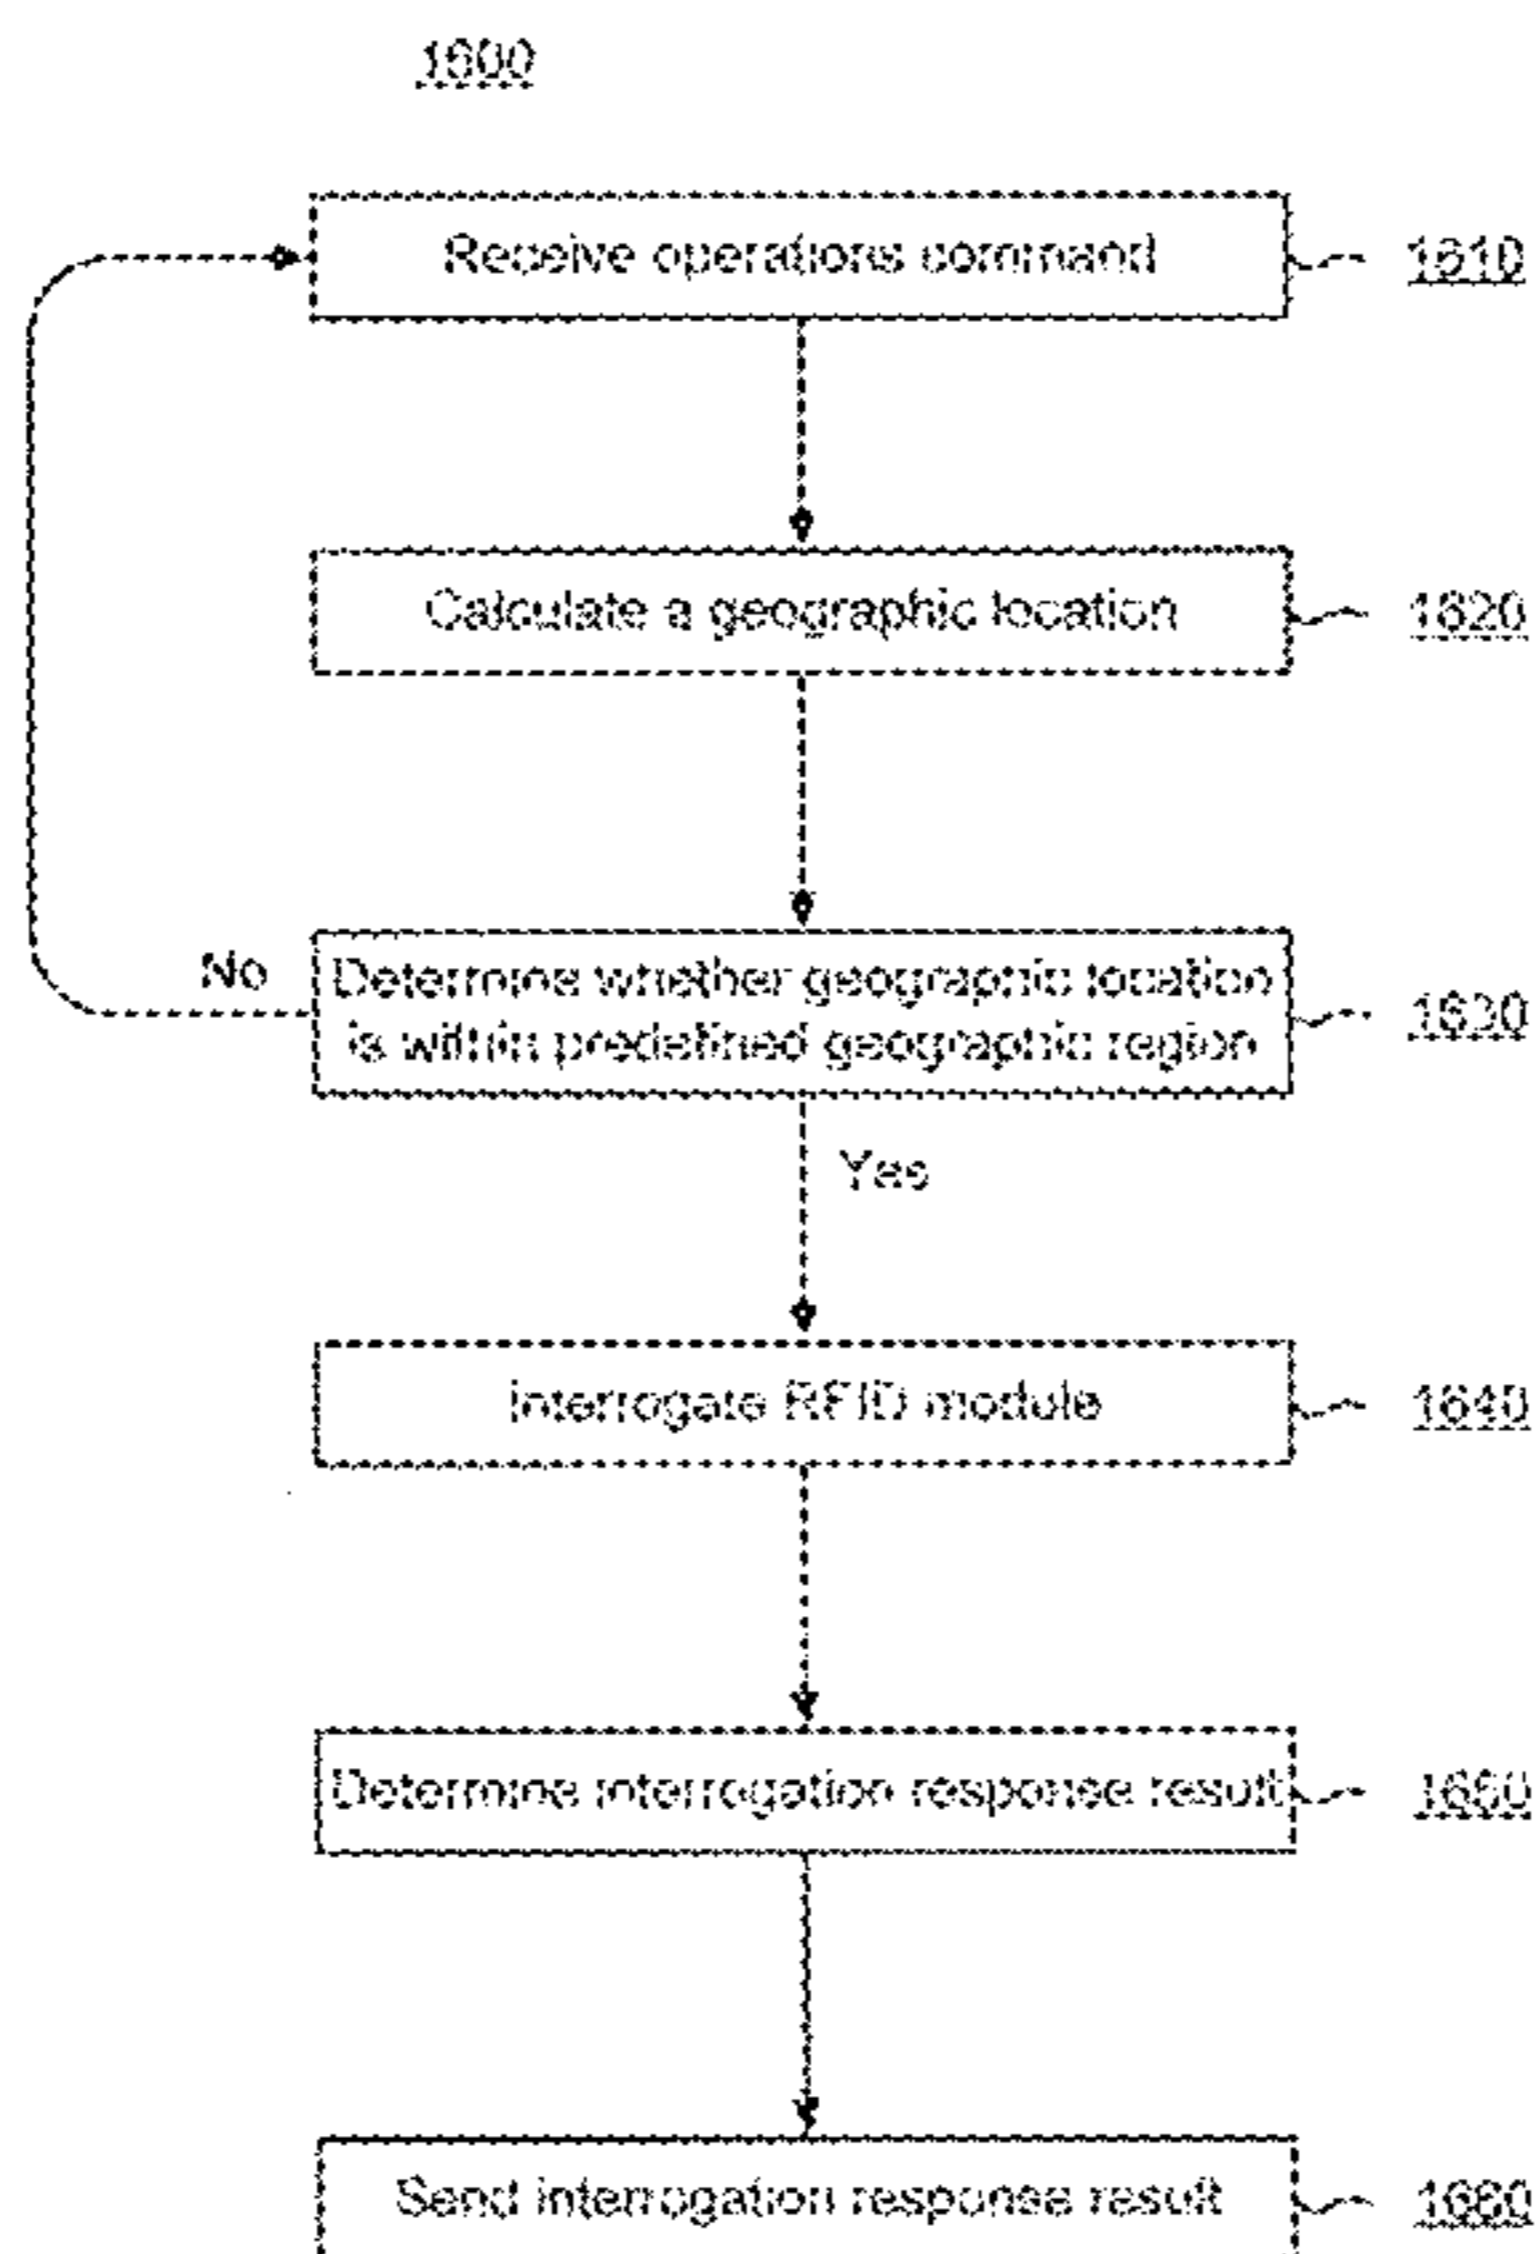 1600
Receive operations command
1610
Calculate a geographic location
1620
No
Determine whether geographic location
is within predefined geographic region
1630
Yes
Interrogate RFID module
1640
Determine interrogation response result
1650
Send interrogation response result
1660